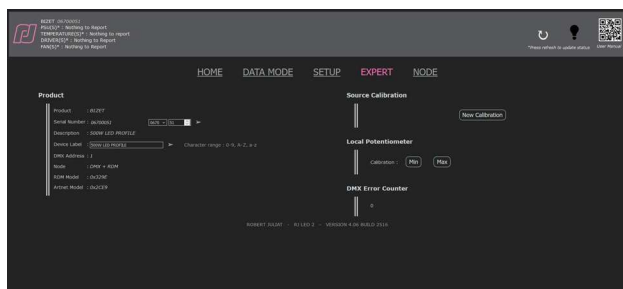 BIZET 06700051
PSU(S)* : Nothing to Report
TEMPERATURE(S)* : Nothing to report
DRIVER(S)* : Nothing to Report
FAN(S)* : Nothing to Report
*Press refresh to update status
User Manual
HOME DATA MODE SETUP EXPERT NODE
Product
Product : BIZET
Serial Number : 06700051
Description : 500W LED PROFILE
Device Label : 500W LED PROFILE Character range : 0-9, A-Z, a-z
DMX Address : 1
Mode : DMX + RDM
RDM Model : 0x329E
Artnet Model : 0x2CE9
Source Calibration
New Calibration
Local Potentiometer
Calibration : Min Max
DMX Error Counter
0
ROBERT JULIAT - RJ LED 2 - VERSION 4.04 BUILD 2516